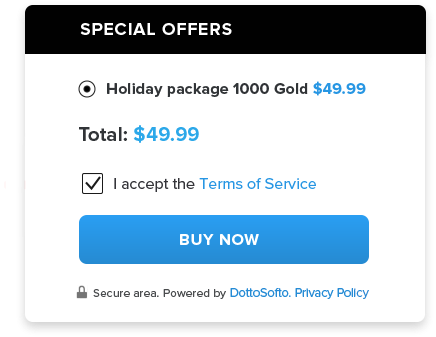 SPECIAL OFFERS
Holiday package 1000 Gold $49.99
Total: $49.99
I accept the Terms of Service
BUY NOW
Secure area. Powered by DottoSofto. Privacy Policy